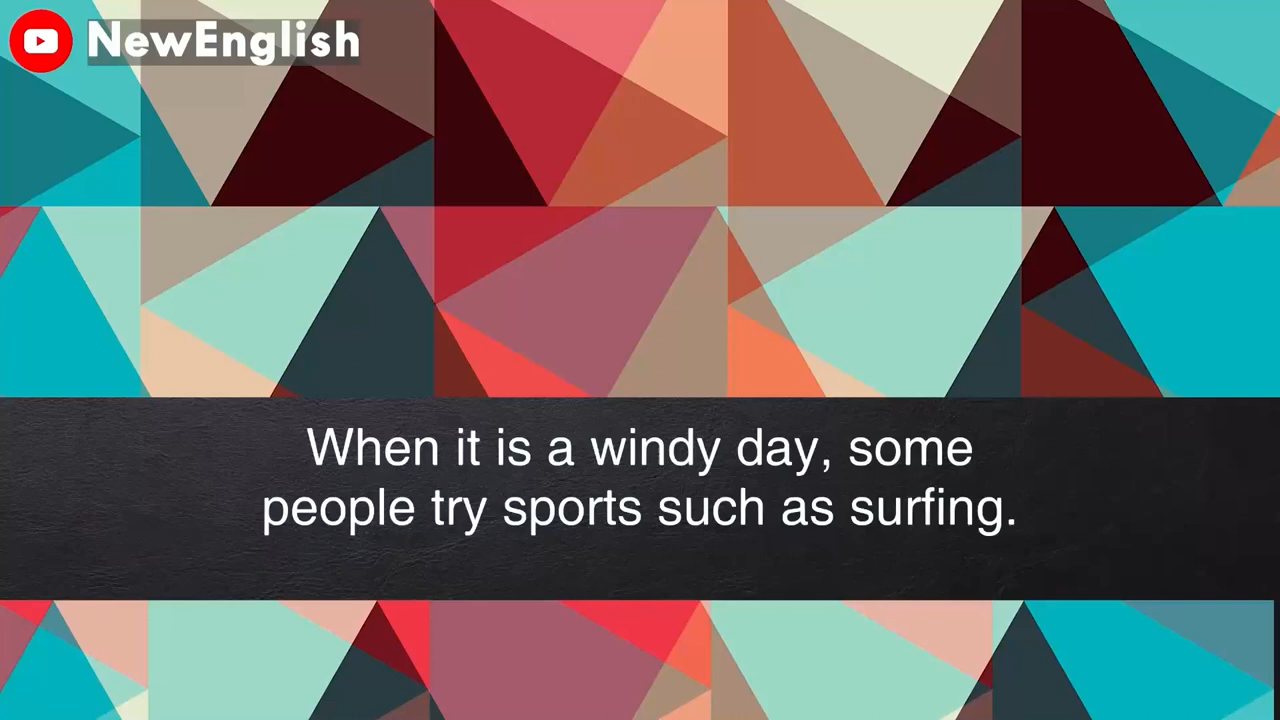 NewEnglish
When it is a windy day, some
people try sports such as surfing.